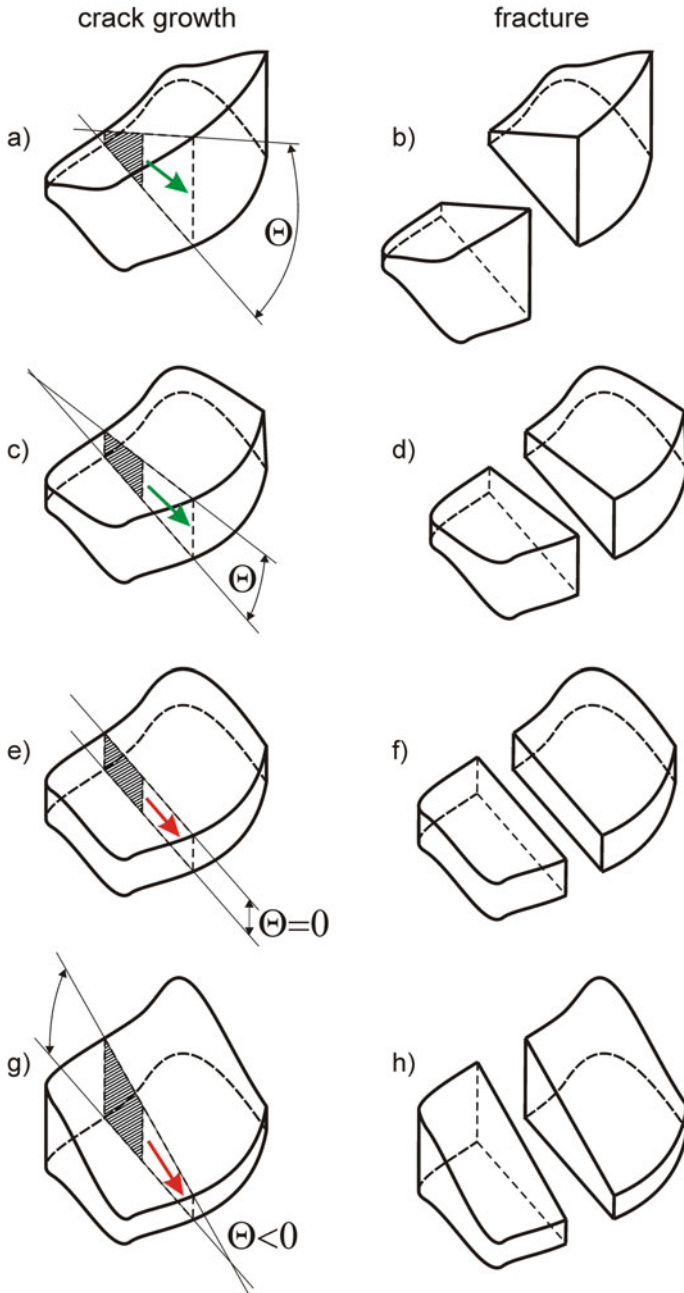 crack growth fracture
a) b)
Θ
c) d)
Θ
e) f)
Θ=0
g) h)
Θ<0